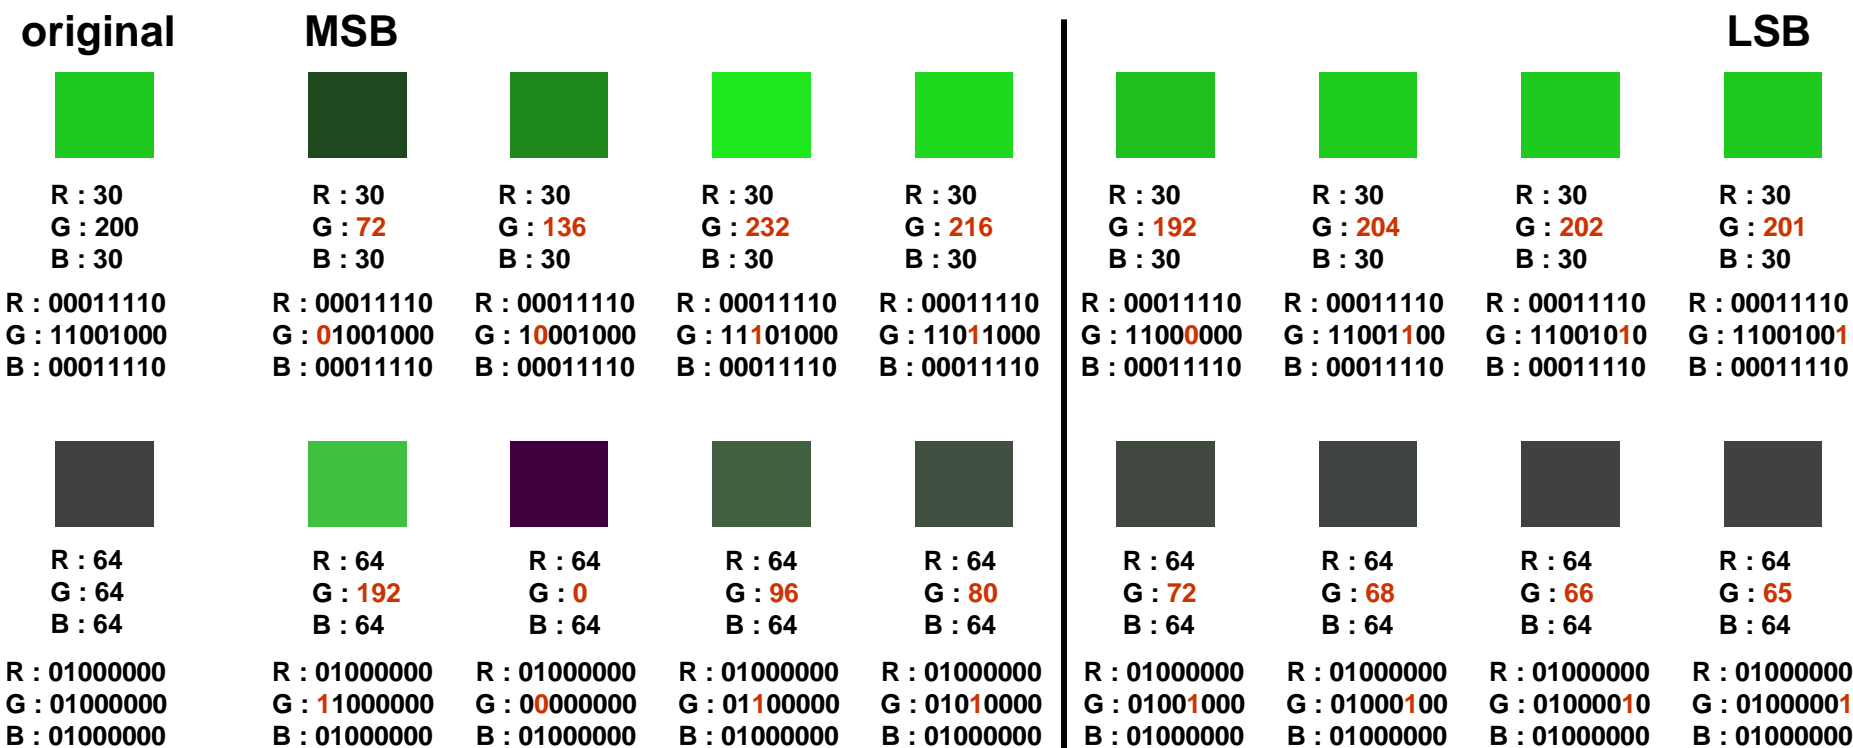 original MSB LSB
R : 30 R : 30 R : 30 R : 30 R : 30 R : 30 R : 30 R : 30 R : 30
G : 200 G : 72 G : 136 G : 232 G : 216 G : 192 G : 204 G : 202 G : 201
B : 30 B : 30 B : 30 B : 30 B : 30 B : 30 B : 30 B : 30 B : 30
R : 00011110 R : 00011110 R : 00011110 R : 00011110 R : 00011110 R : 00011110 R : 00011110 R : 00011110 R : 00011110
G : 11001000 G : 01001000 G : 10001000 G : 11101000 G : 11011000 G : 11000000 G : 11001100 G : 11001010 G : 11001001
B : 00011110 B : 00011110 B : 00011110 B : 00011110 B : 00011110 B : 00011110 B : 00011110 B : 00011110 B : 00011110
R : 64 R : 64 R : 64 R : 64 R : 64 R : 64 R : 64 R : 64 R : 64
G : 64 G : 192 G : 0 G : 96 G : 80 G : 72 G : 68 G : 66 G : 65
B : 64 B : 64 B : 64 B : 64 B : 64 B : 64 B : 64 B : 64 B : 64
R : 01000000 R : 01000000 R : 01000000 R : 01000000 R : 01000000 R : 01000000 R : 01000000 R : 01000000 R : 01000000
G : 01000000 G : 11000000 G : 00000000 G : 01100000 G : 01010000 G : 01001000 G : 01000100 G : 01000010 G : 01000001
B : 01000000 B : 01000000 B : 01000000 B : 01000000 B : 01000000 B : 01000000 B : 01000000 B : 01000000 B : 01000000